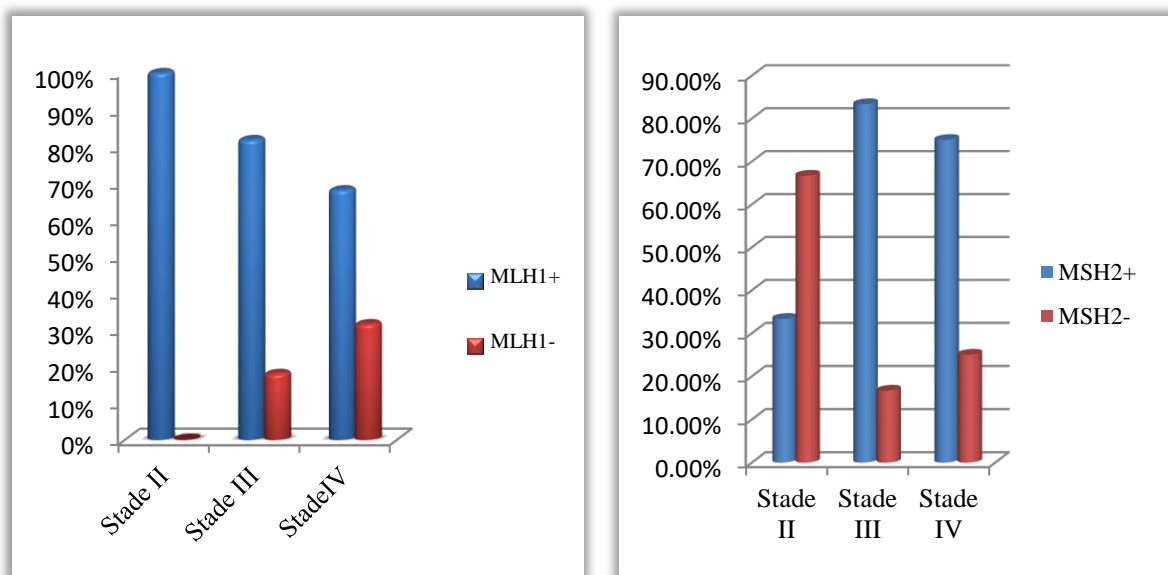 100%
90%
80%
70%
60%
50%
40%
30%
20%
10%
0%
Stade II
Stade III
StadeIV
MLH1+
MLH1-
90.00%
80.00%
70.00%
60.00%
50.00%
40.00%
30.00%
20.00%
10.00%
0.00%
Stade
II
Stade
III
Stade
IV
MSH2+
MSH2-